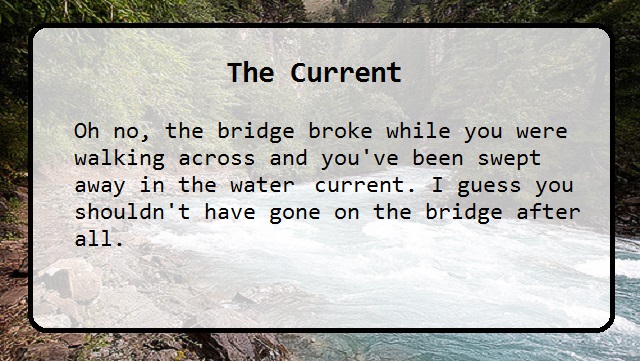 The Current
Oh no, the bridge broke while you were
walking across and you've been swept
away in the water current. I guess you
shouldn't have gone on the bridge after
all.